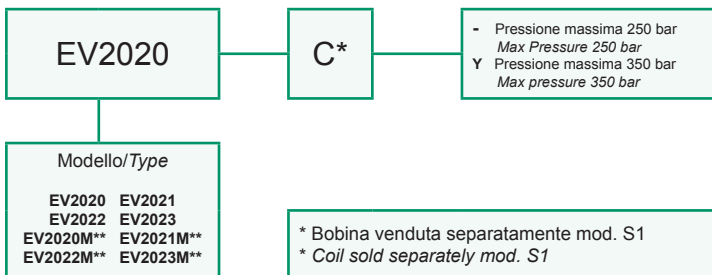 EV2020
C*
- Pressione massima 250 bar
Max Pressure 250 bar
Y Pressione massima 350 bar
Max pressure 350 bar
Modello/Type
EV2020 EV2021
EV2022 EV2023
EV2020M** EV2021M**
EV2022M** EV2023M**
* Bobina venduta separatamente mod. S1
* Coil sold separately mod. S1